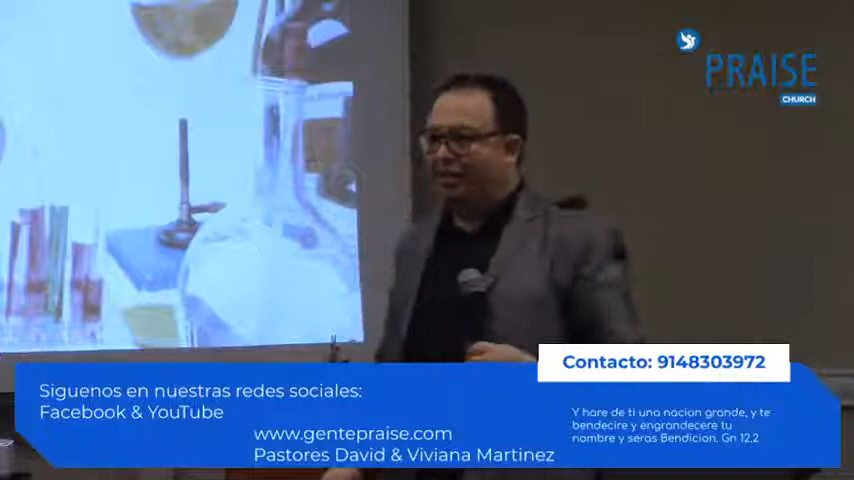 PRAISE
CHURCH
Contacto: 9148303972
Siguenos en nuestras redes sociales:
Facebook & YouTube
www.gentepraise.com
Pastores David & Viviana Martinez
Y hare de ti una nacion grande, y te
bendecire y engrandecere tu
nombre y seras Bendicion. Gn 12,2